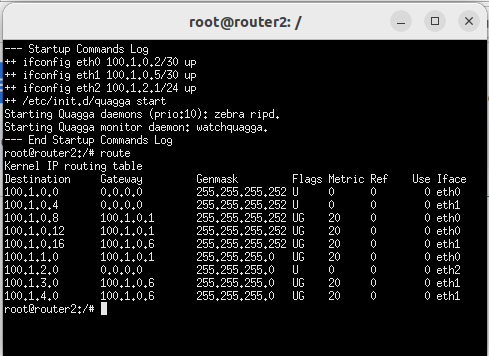 root@router2: /
--- Startup Commands Log
++ ifconfig eth0 100.1.0.2/30 up
++ ifconfig eth1 100.1.0.5/30 up
++ ifconfig eth2 100.1.2.1/24 up
++ /etc/init.d/quagga start
Starting Quagga daemons (prio:10): zebra ripd.
Starting Quagga monitor daemon: watchquagga.
--- End Startup Commands Log
root@router2:/# route
Kernel IP routing table
Destination     Gateway         Genmask         Flags Metric Ref    Use Iface
100.1.0.0       0.0.0.0         255.255.255.252 U     0      0        0 eth0
100.1.0.4       0.0.0.0         255.255.255.252 U     0      0        0 eth1
100.1.0.8       100.1.0.1       255.255.255.252 UG    20     0        0 eth0
100.1.0.12      100.1.0.1       255.255.255.252 UG    20     0        0 eth0
100.1.0.16      100.1.0.6       255.255.255.252 UG    20     0        0 eth1
100.1.1.0       100.1.0.1       255.255.255.0   UG    20     0        0 eth0
100.1.2.0       0.0.0.0         255.255.255.0   U     0      0        0 eth2
100.1.3.0       100.1.0.6       255.255.255.0   UG    20     0        0 eth1
100.1.4.0       100.1.0.6       255.255.255.0   UG    20     0        0 eth1
root@router2:/#